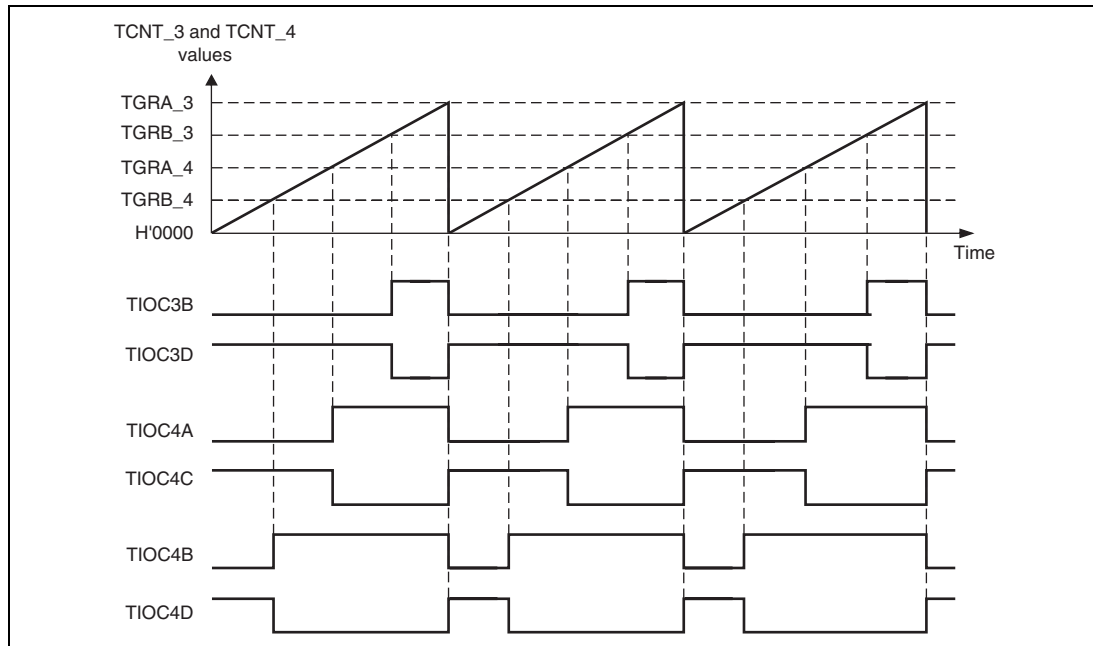 TCNT_3 and TCNT_4
values
TGRA_3
TGRB_3
TGRA_4
TGRB_4
H'0000
Time
TIOC3B
TIOC3D
TIOC4A
TIOC4C
TIOC4B
TIOC4D